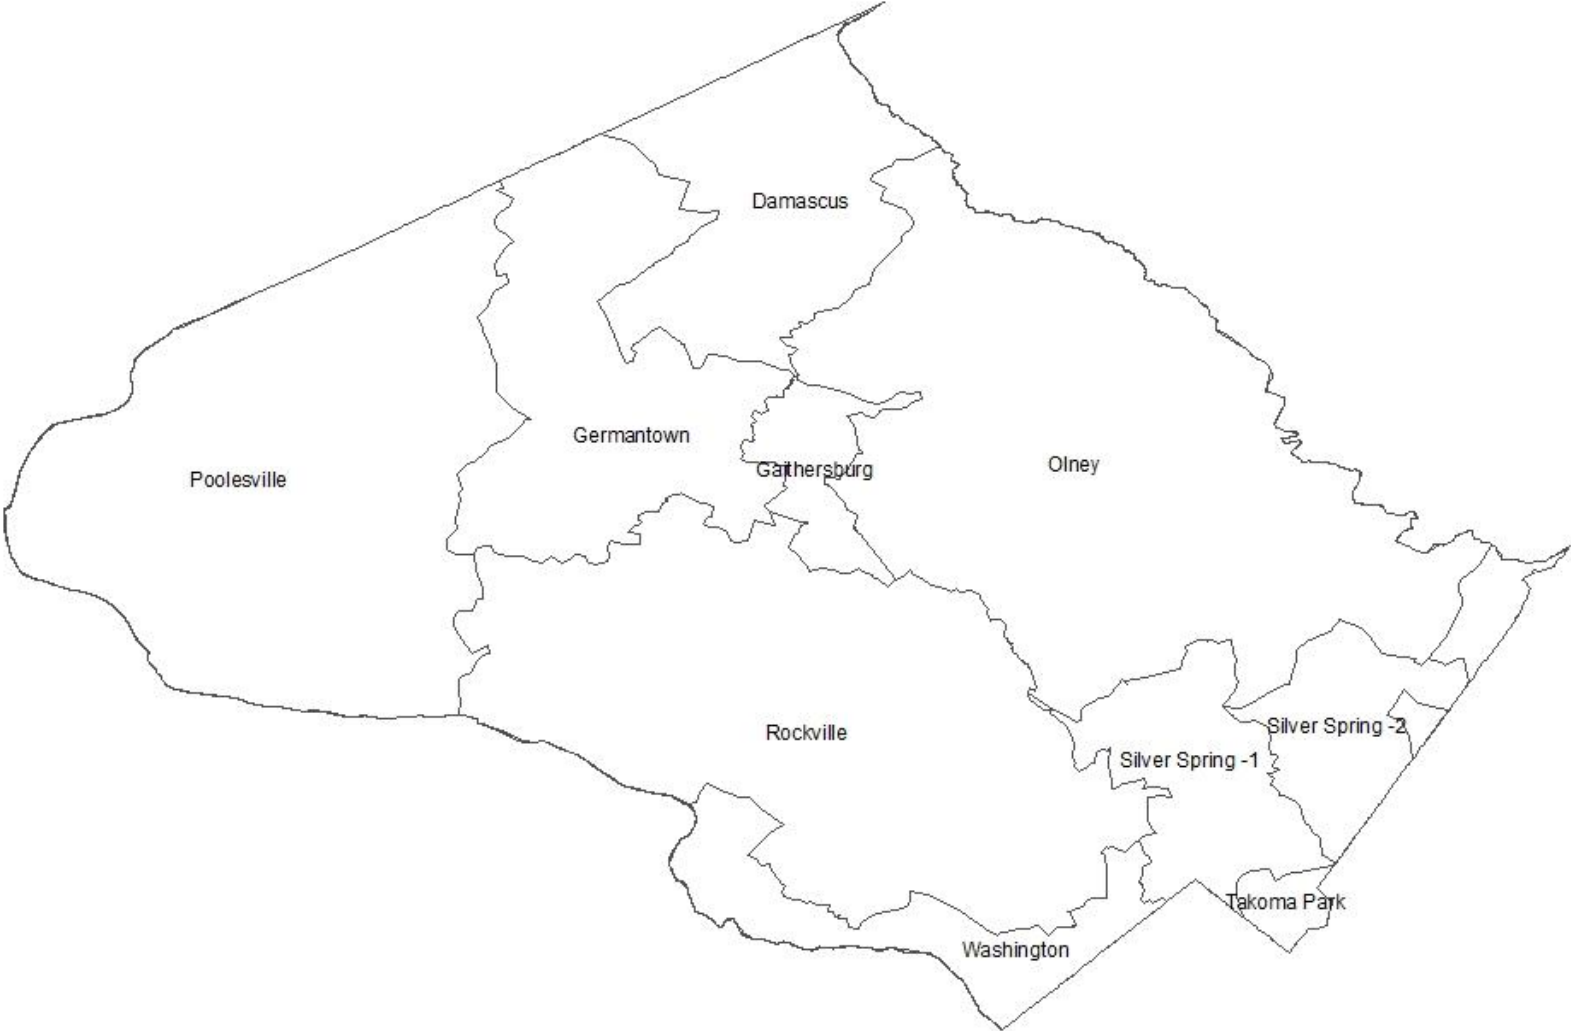 Damascus
Germantown
Poolesville
Gaithersburg
Olney
Rockville
Silver Spring -2
Silver Spring -1
Takoma Park
Washington